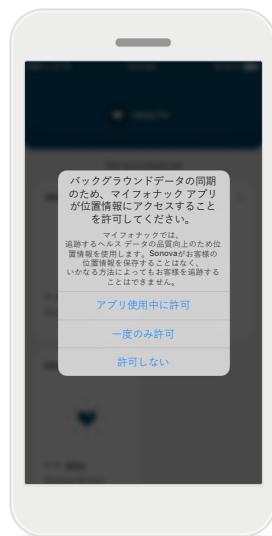 バックグラウンドデータの同期
のため、マイフォナック アプリ
が位置情報にアクセスすること
を許可してください。
マイフォナックでは、
追跡するヘルス データの品質向上のため位
置情報を使用します。Sonovaがお客様の
位置情報を保存することはなく、
いかなる方法によってもお客様を追跡する
ことはできません。
アプリ使用中に許可
一度のみ許可
許可しない